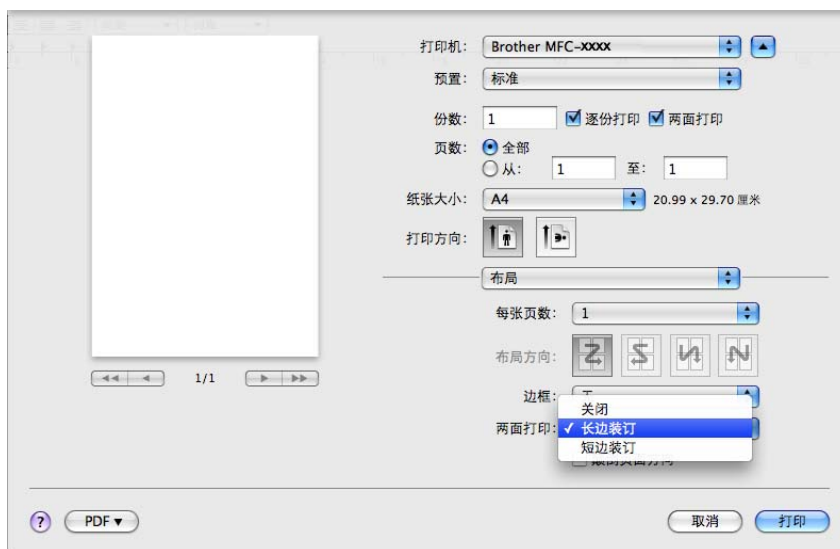 打印机: Brother MFC-xxxx
预置: 标准
份数: 1 逐份打印 两面打印
页数: 全部
从: 1 至: 1
纸张大小: A4 20.99 x 29.70 厘米
打印方向:
布局
每张页数: 1
布局方向:
1/1
边框:
关闭
两面打印: ✓ 长边装订
短边装订
? PDF ▾ 取消 打印